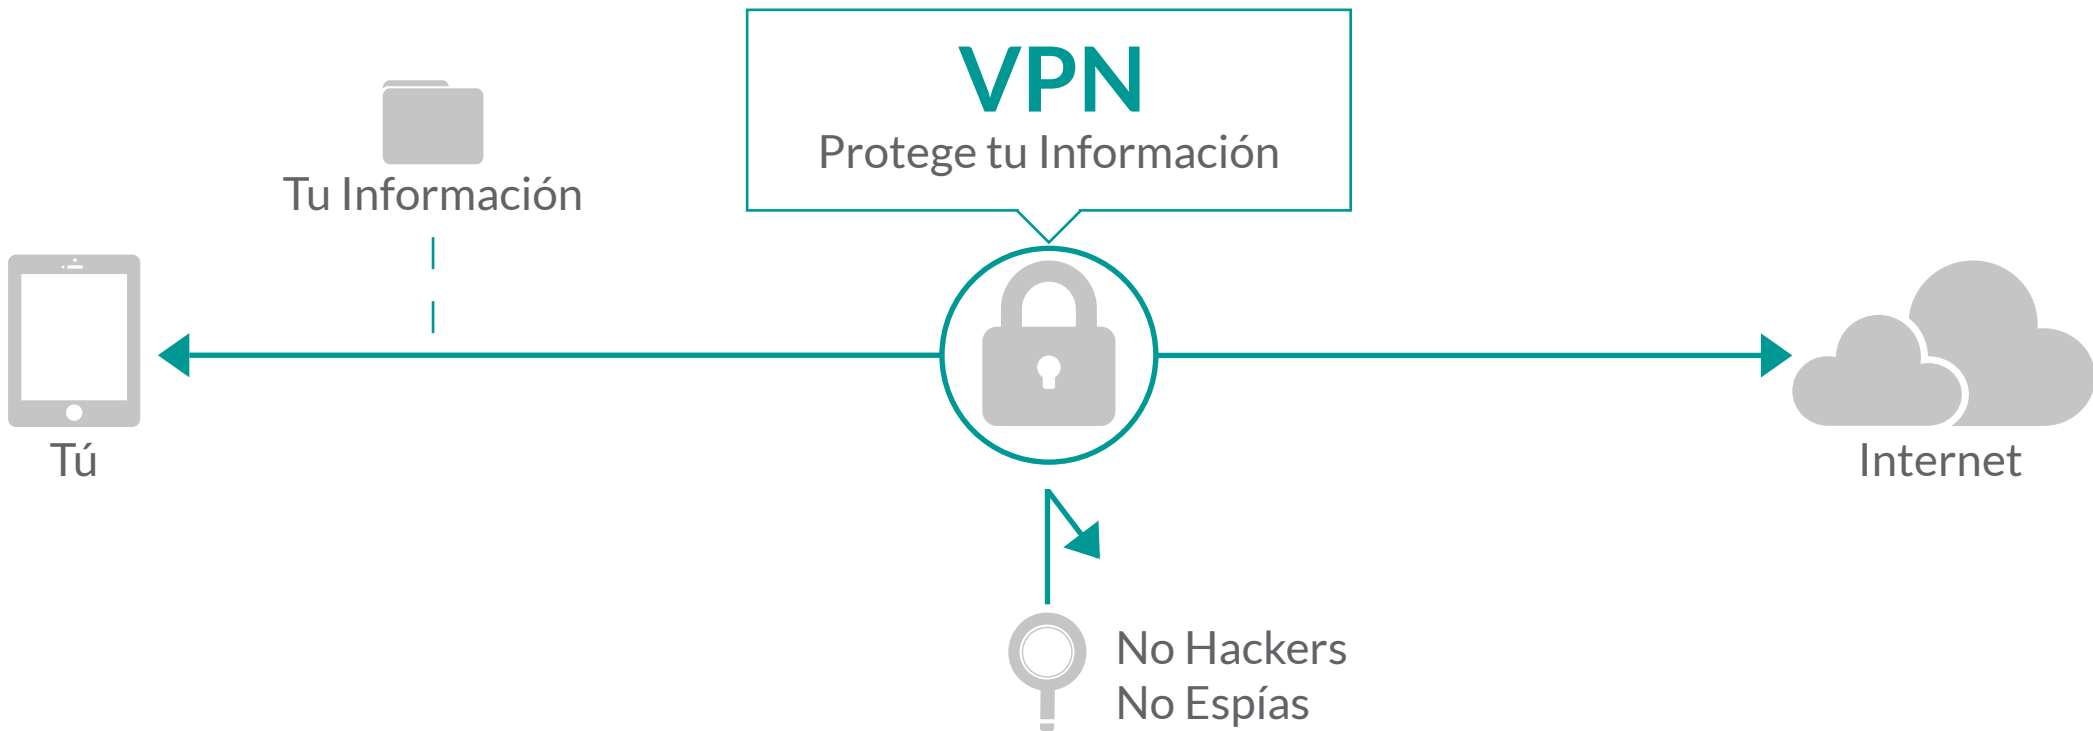 VPN
Protege tu Información
Tu Información
Tú
Internet
No Hackers
No Espías